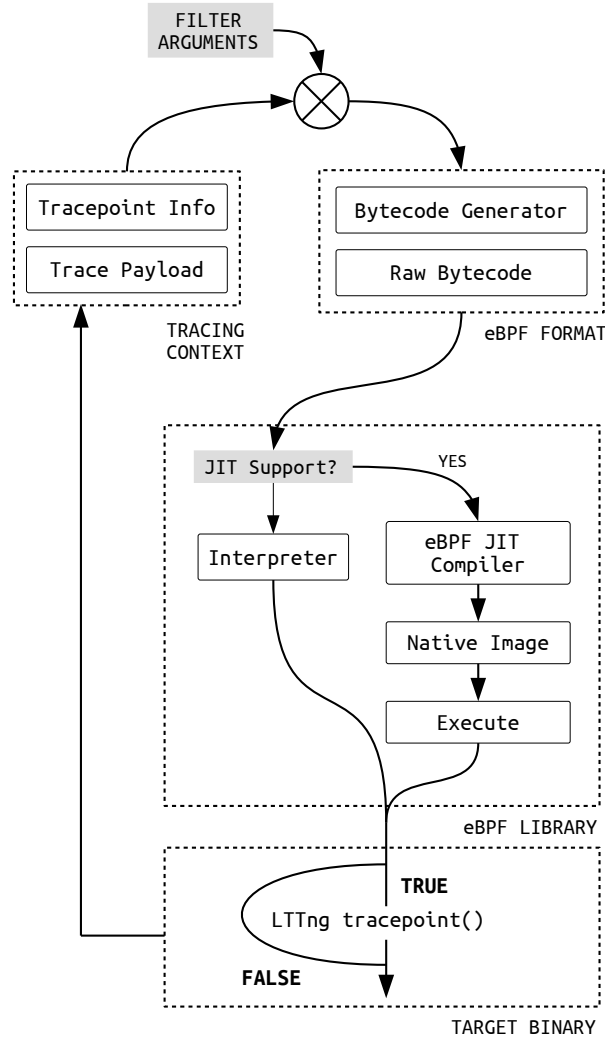 FILTER
ARGUMENTS
Tracepoint Info
Trace Payload
TRACING
CONTEXT
Bytecode Generator
Raw Bytecode
eBPF FORMAT
JIT Support?
YES
Interpreter
eBPF JIT
Compiler
Native Image
Execute
eBPF LIBRARY
TRUE
LTTng tracepoint()
FALSE
TARGET BINARY